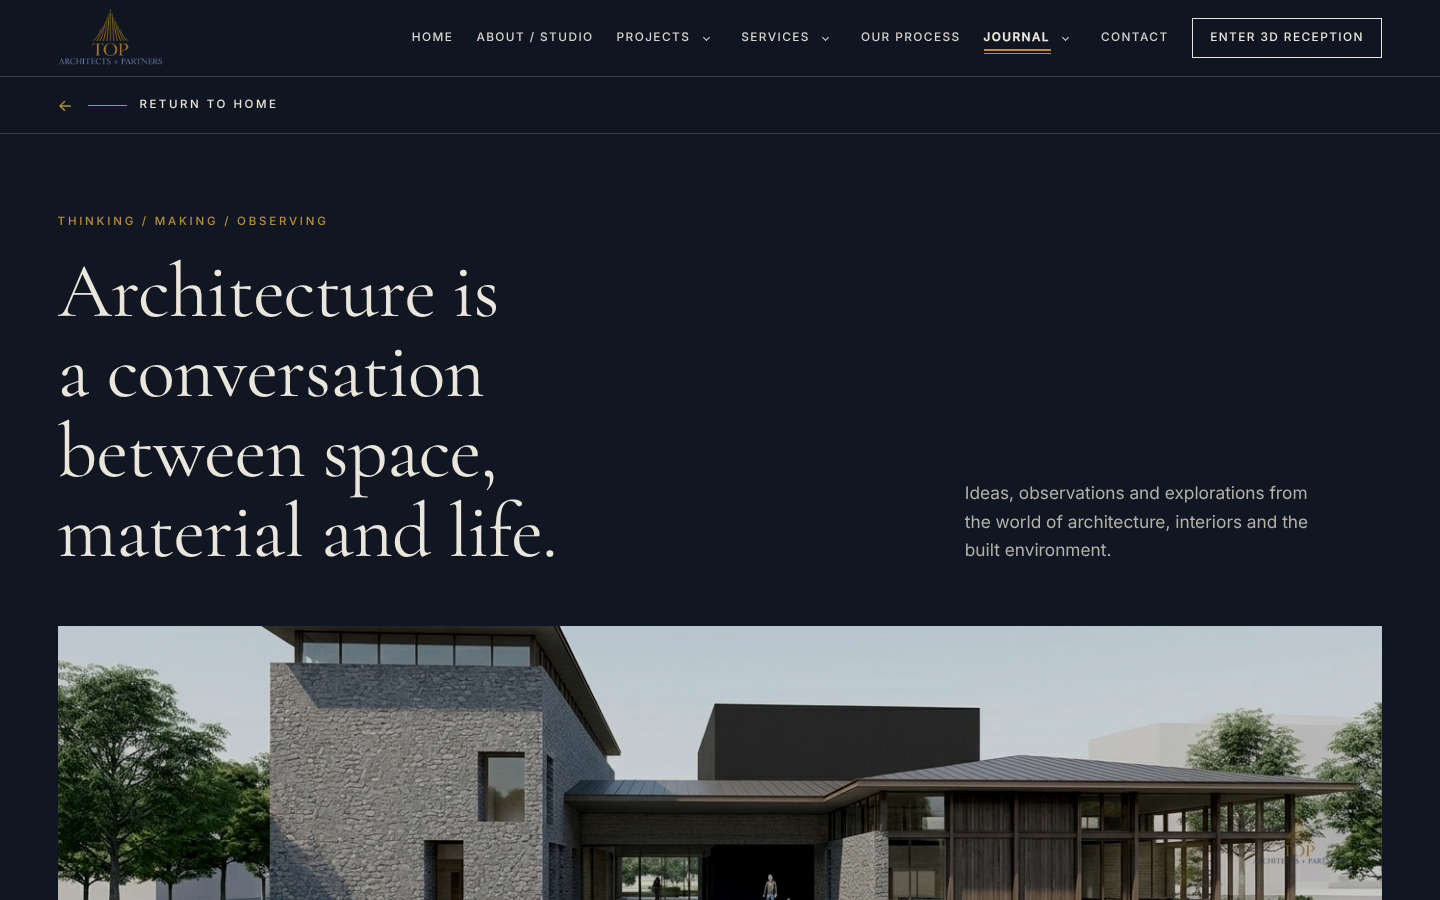 TOP
ARCHITECTS + PARTNERS
HOME
ABOUT / STUDIO
PROJECTS
SERVICES
OUR PROCESS
JOURNAL
CONTACT
ENTER 3D RECEPTION
RETURN TO HOME
THINKING / MAKING / OBSERVING
Architecture is
a conversation
between space,
material and life.
Ideas, observations and explorations from
the world of architecture, interiors and the
built environment.